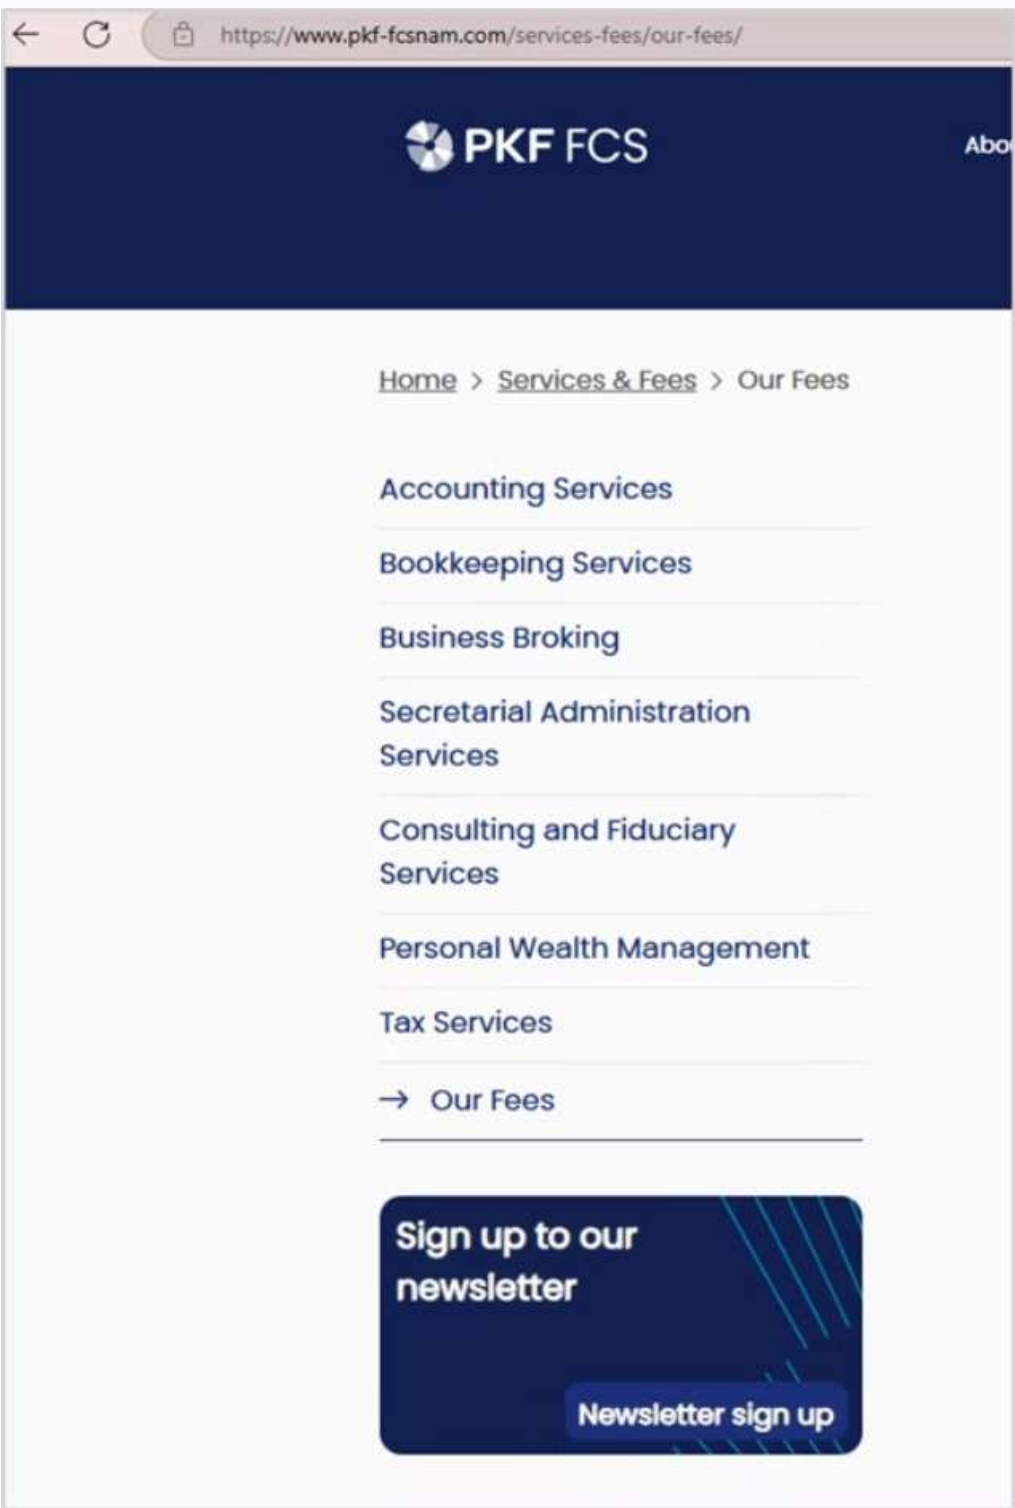 https://www.pkf-fcsnam.com/services-fees/our-fees/
PKF FCS
Abo
Home > Services & Fees > Our Fees
Accounting Services
Bookkeeping Services
Business Broking
Secretarial Administration
Services
Consulting and Fiduciary
Services
Personal Wealth Management
Tax Services
→ Our Fees
Sign up to our
newsletter
Newsletter sign up